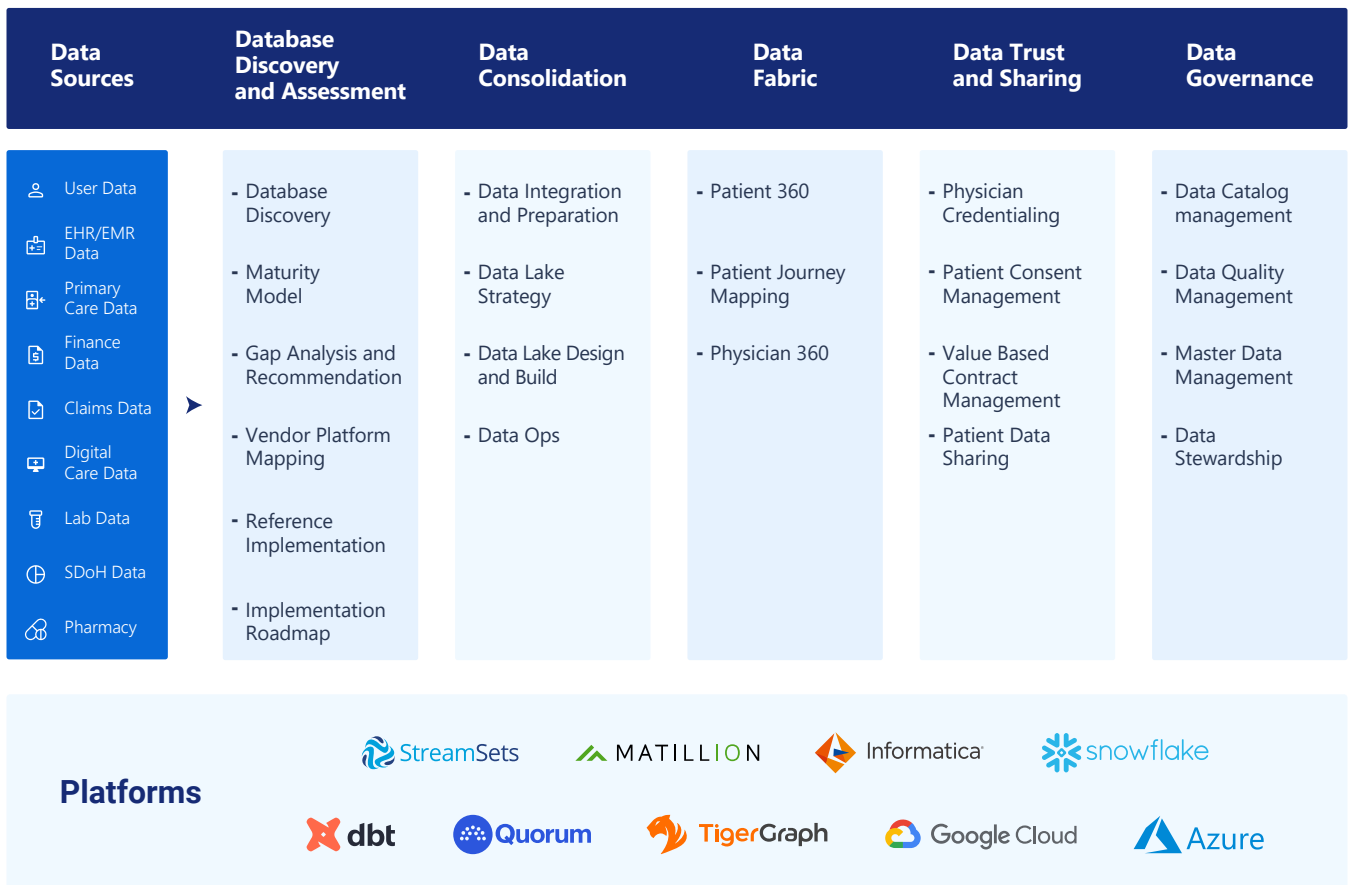 Data
Sources
Database
Discovery
and Assessment
Data
Consolidation
Data
Fabric
Data Trust
and Sharing
Data
Governance
User Data
EHR/EMR
Data
Primary
Care Data
Finance
Data
Claims Data
Digital
Care Data
Lab Data
SDoH Data
Pharmacy
- Database
Discovery
- Maturity
Model
- Gap Analysis and
Recommendation
- Vendor Platform
Mapping
- Reference
Implementation
- Implementation
Roadmap
- Data Integration
and Preparation
- Data Lake
Strategy
- Data Lake Design
and Build
- Data Ops
- Patient 360
- Patient Journey
Mapping
- Physician 360
- Physician
Credentialing
- Patient Consent
Management
- Value Based
Contract
Management
- Patient Data
Sharing
- Data Catalog
management
- Data Quality
Management
- Master Data
Management
- Data
Stewardship
Platforms
StreamSets
MATILLION
Informatica
snowflake
dbt
Quorum
TigerGraph
Google Cloud
Azure